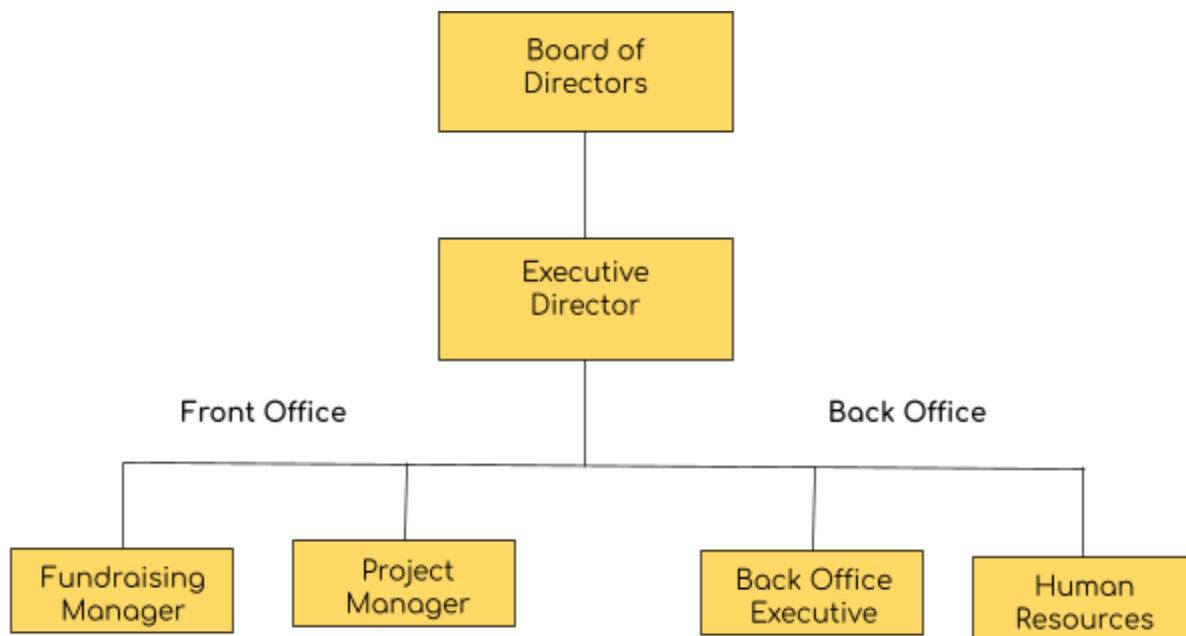 Board of
Directors
Executive
Director
Front Office
Back Office
Fundraising
Manager
Project
Manager
Back Office
Executive
Human
Resources